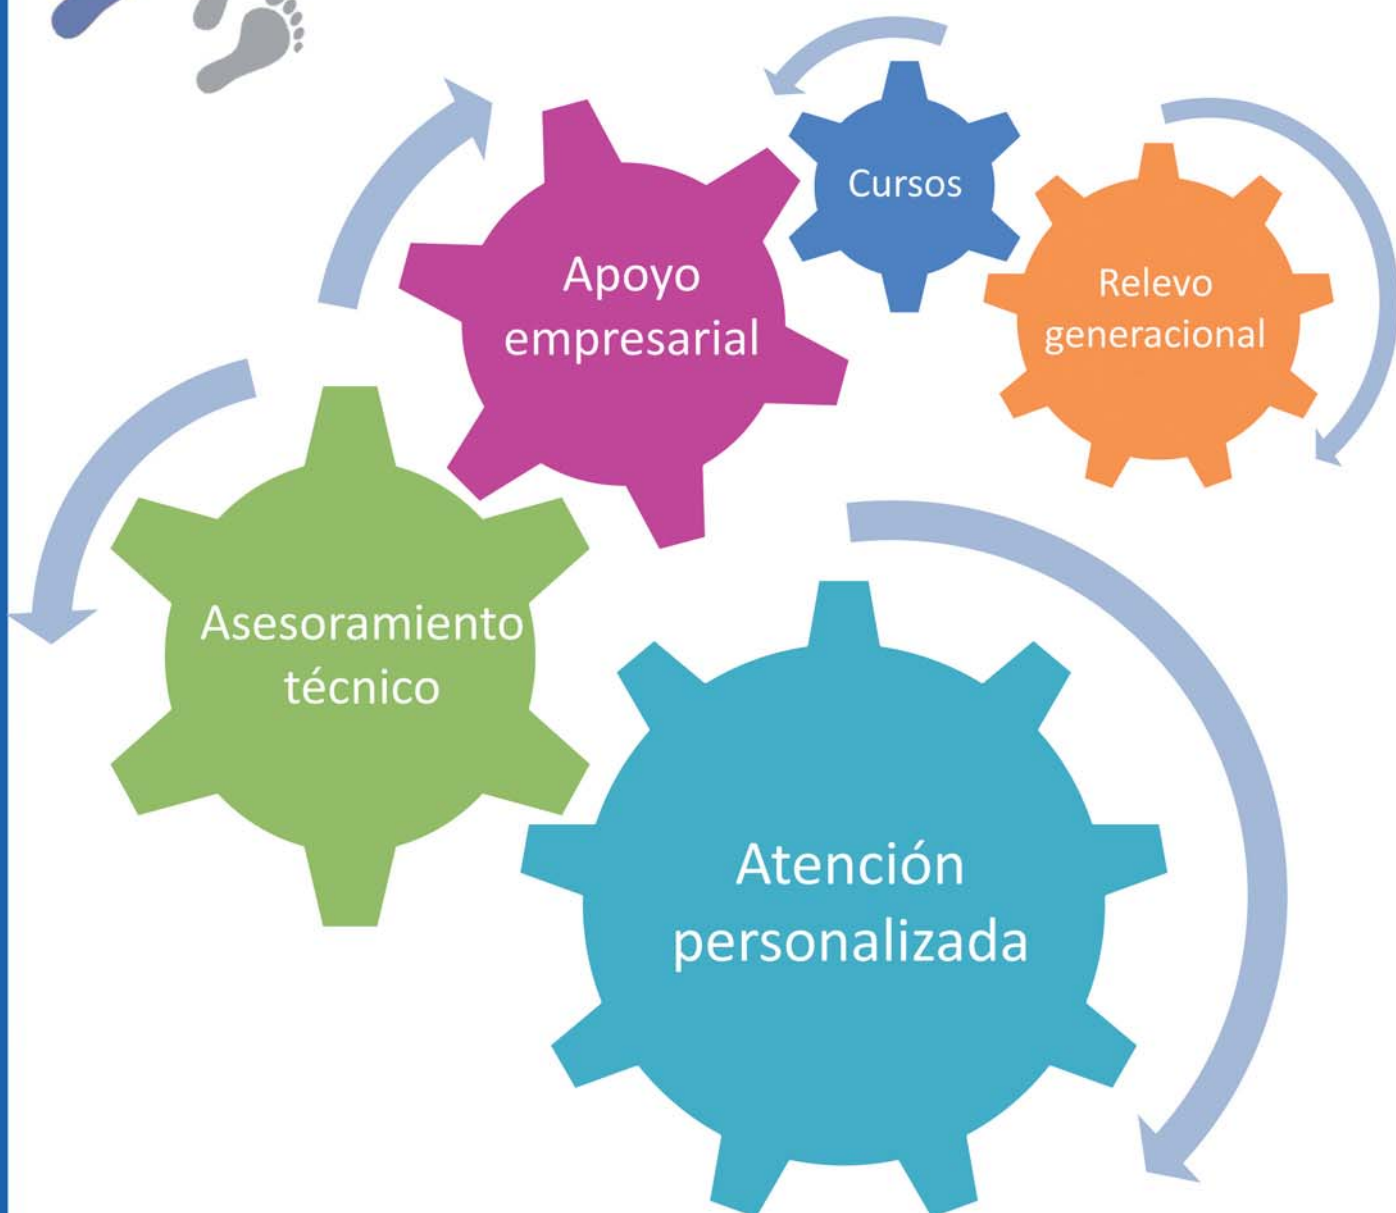 Cursos
Apoyo
empresarial
Relevo
generacional
Asesoramiento
técnico
Atención
personalizada